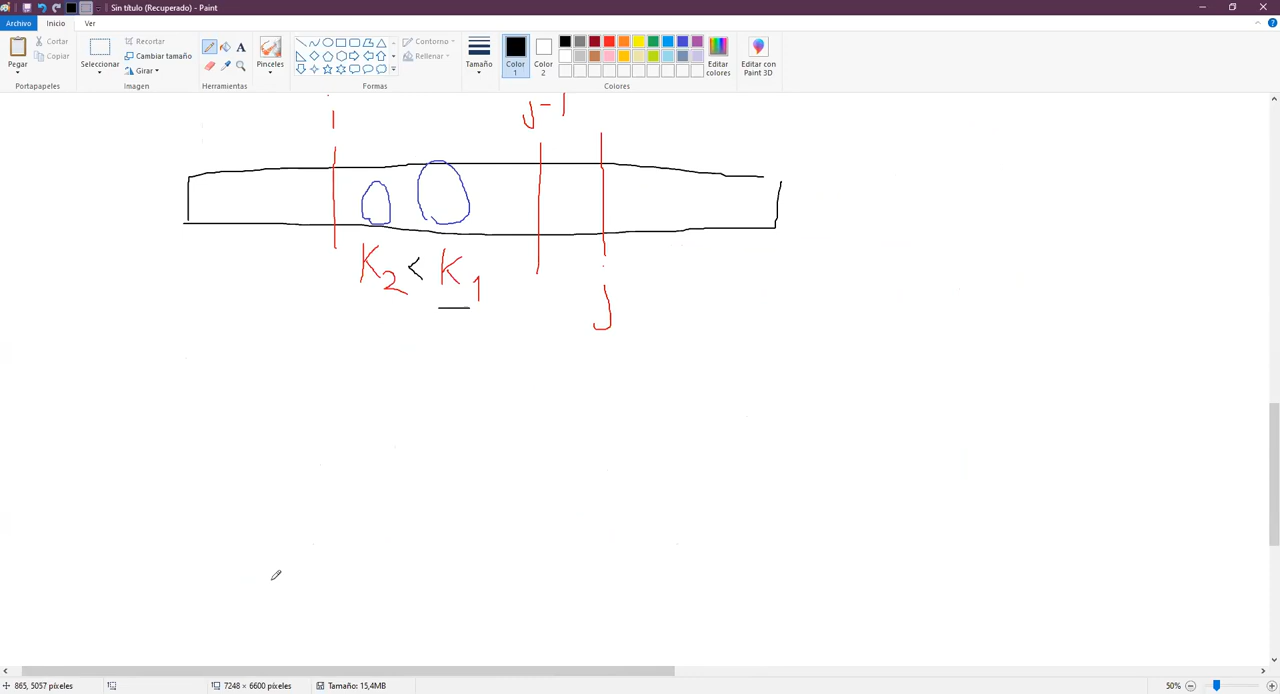 Sin título (Recuperado) - Paint
Archivo Inicio Ver
Pegar
Cortar
Copiar
Portapapeles
Seleccionar
Recortar
Cambiar tamaño
Girar
Imagen
A
Herramientas
Pinceles
Contorno
Rellenar
Formas
Tamaño
Color 1
Color 2
Editar colores
Colores
Editar con Paint 3D
i
j-1
K2 < K1
j
865, 5057 píxeles
7248 × 6600 píxeles
Tamaño: 15,4MB
50%